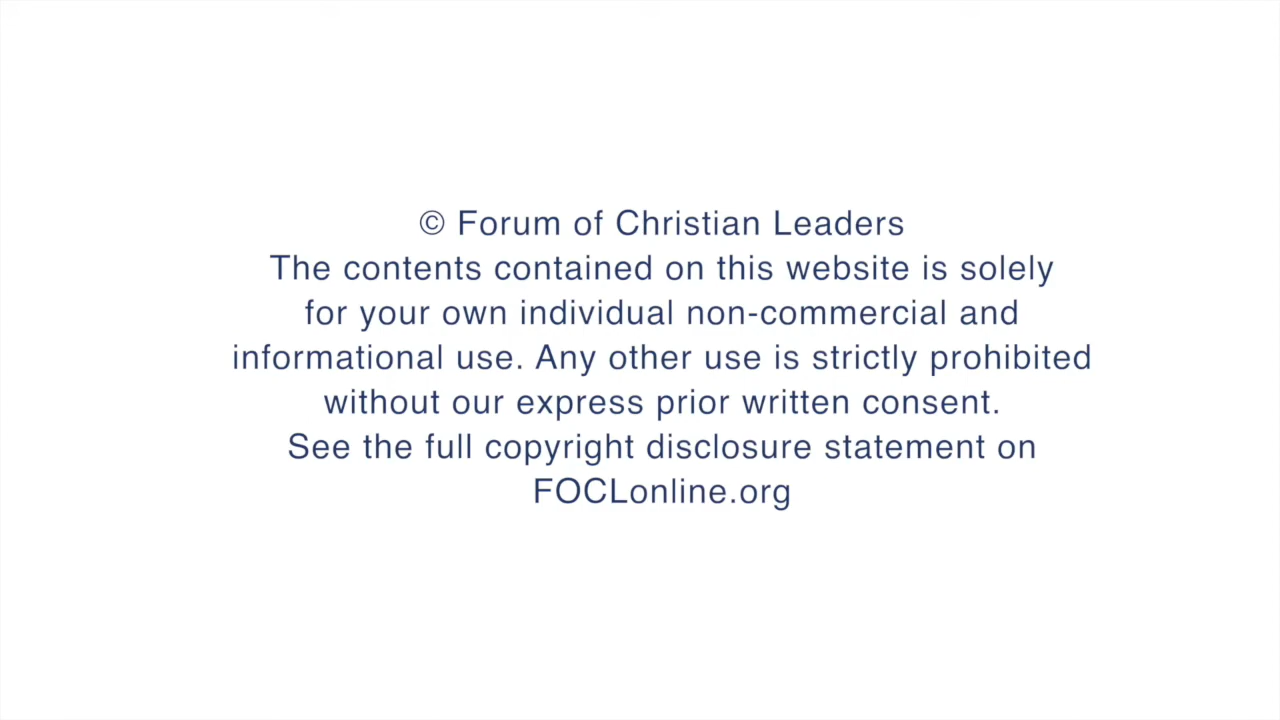 © Forum of Christian Leaders
The contents contained on this website is solely
for your own individual non-commercial and
informational use. Any other use is strictly prohibited
without our express prior written consent.
See the full copyright disclosure statement on
FOCLonline.org